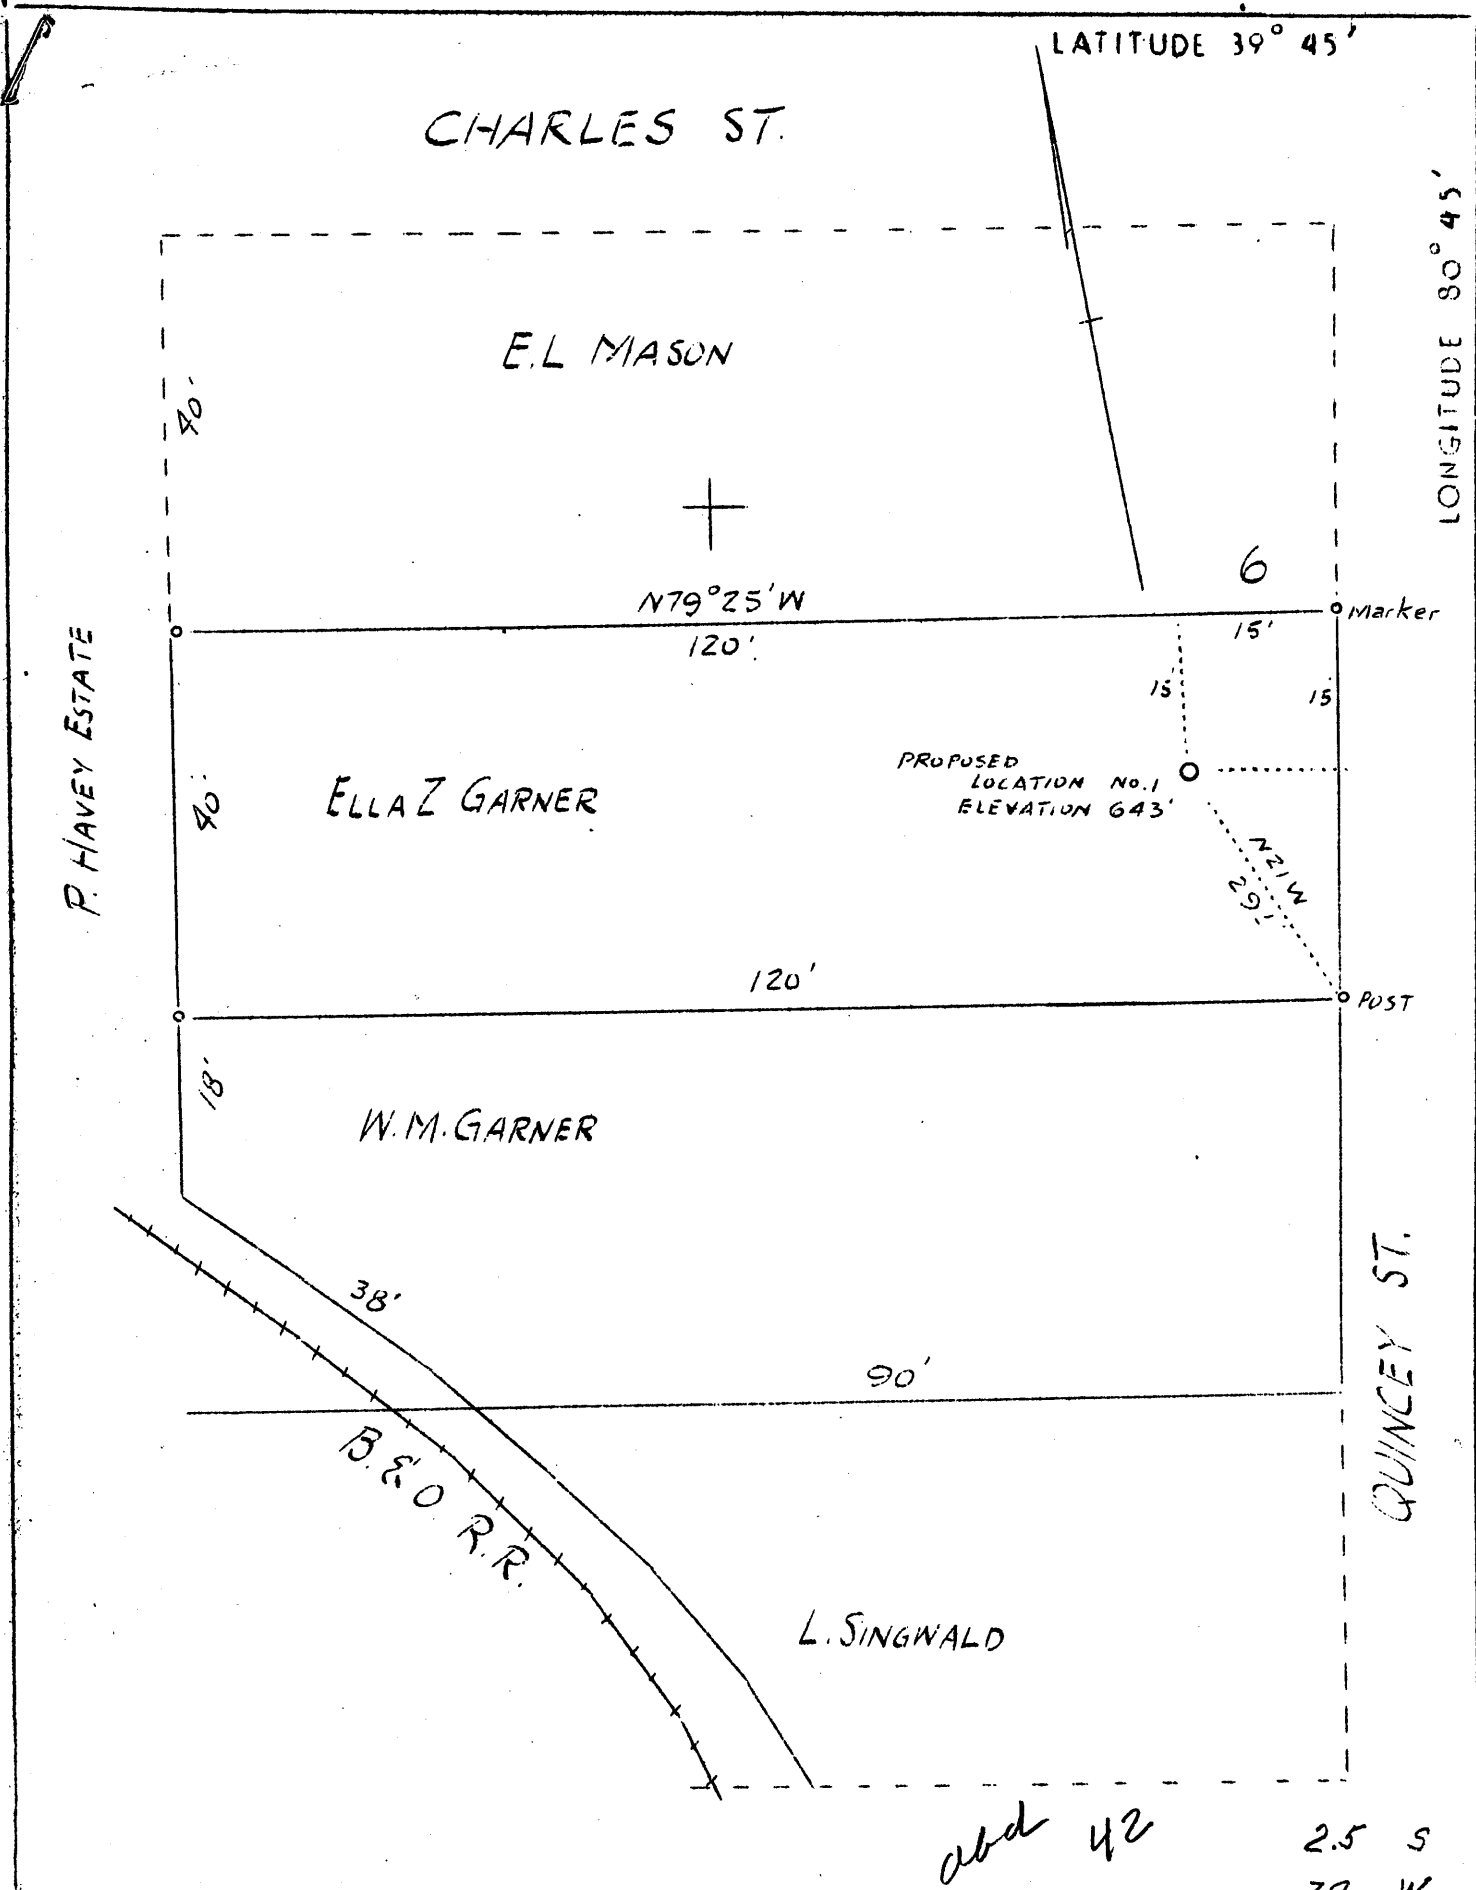 LATITUDE 39° 45'
CHARLES ST.
LONGITUDE 80° 45'
E.L MASON
40'
6
N79°25'W
120'
Marker
15'
15'
15'
P. HAVEY ESTATE
PROPOSED
LOCATION NO.1
ELEVATION 643'
ELLA Z GARNER
40'
N21W
29'
120'
POST
18'
W.M. GARNER
QUINCEY ST.
38'
90'
B.&O. R.R.
L. SINGWALD
abd 42
2.5 S
W